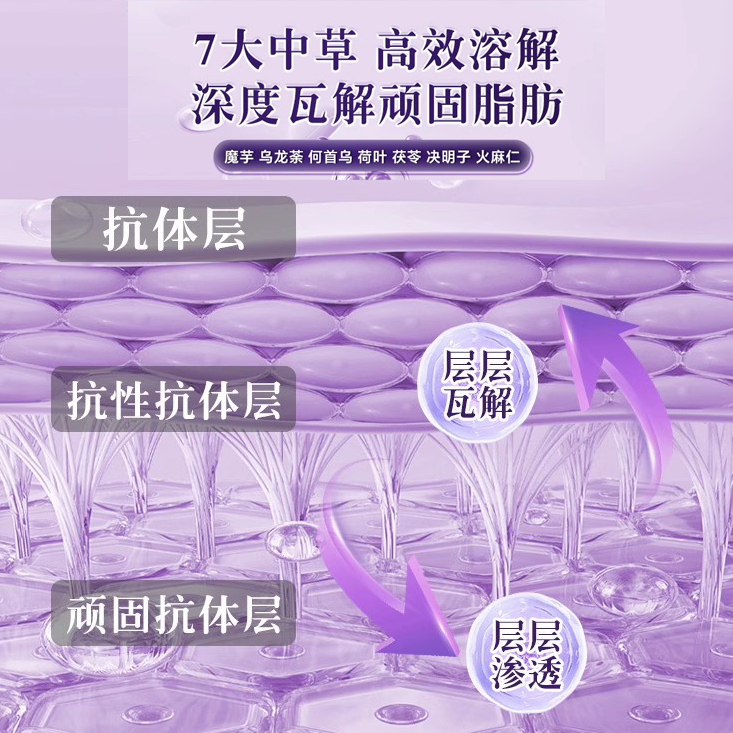 7大中草 高效溶解
深度瓦解顽固脂肪
魔芋 乌龙茶 何首乌 荷叶 茯苓 决明子 火麻仁
抗体层
抗性抗体层
层层
瓦解
顽固抗体层
层层
渗透